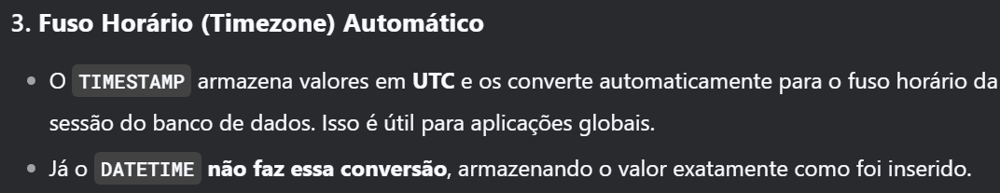 3. Fuso Horário (Timezone) Automático
• O TIMESTAMP armazena valores em UTC e os converte automaticamente para o fuso horário da
sessão do banco de dados. Isso é útil para aplicações globais.
• Já o DATETIME não faz essa conversão, armazenando o valor exatamente como foi inserido.